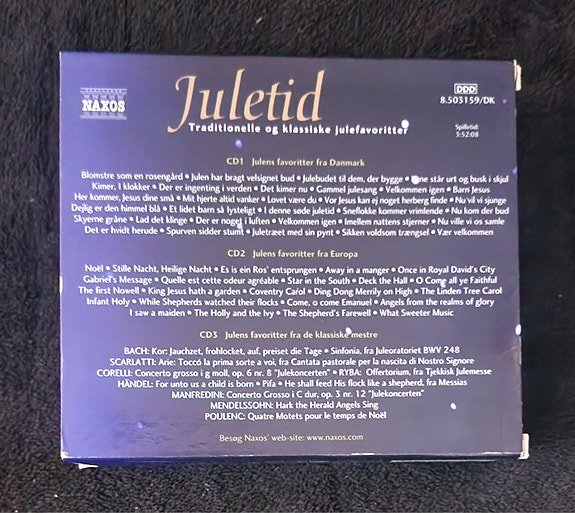 NAXOS
Juletid
Traditionelle og klassiske julefavoritter
DDD
8.503159/DK
Spilletid:
3:52:08
CD1 Julens favoritter fra Danmark
Blomstre som en rosengård • Julen har bragt velsignet bud • Julebudet til dem, der bygge • Rene står urt og busk i skjul
Kimer, I klokker • Der er ingenting i verden • Det kimer nu • Gammel julesang • Velkommen igen • Barn Jesus
Her kommer, Jesus dine små • Mit hjerte altid vanker • Lovet være du • Vor Jesus kan ej noget herberg finde • Nu vil vi sjunge
Dejlig er den himmel blå • Et lidet barn så lysteligt • I denne søde juletid • Sneflokke kommer vrimlende • Nu kom der bud
Skyerne gråne • Lad det klinge • Der er noget i luften • Velkommen igen • Imellem nattens stjerner • Nu ville vi os samle
Det er hvidt herude • Spurven sidder stumt • Juletræet med sin pynt • Sikken voldsom trængsel • Vær velkommen
CD2 Julens favoritter fra Europa
Noël • Stille Nacht, Heilige Nacht • Es is ein Ros' entsprungen • Away in a manger • Once in Royal David's City
Gabriel's Message • Quelle est cette odeur agréable • Star in the South • Deck the Hall • O Come all ye Faithful
The first Nowell • King Jesus hath a garden • Coventry Carol • Ding Dong Merrily on High • The Linden Tree Carol
Infant Holy • While Shepherds watched their flocks • Come, o come Emanuel • Angels from the realms of glory
I saw a maiden • The Holly and the Ivy • The Shepherd's Farewell • What Sweeter Music
CD3 Julens favoritter fra de klassiske mestre
BACH: Kor: Jauchzet, frohlocket, auf, preiset die Tage • Sinfonia, fra Juleoratoriet BWV 248
SCARLATTI: Arie: Toccò la prima sorte a voi, fra Cantata pastorale per la nascita di Nostro Signore
CORELLI: Concerto grosso i g moll, op. 6 nr. 8 "Julekoncerten" • RYBA: Offertorium, fra Tjekkisk Julemesse
HÄNDEL: For unto us a child is born • Pifa • He shall feed His flock like a shepherd, fra Messias
MANFREDINI: Concerto Grosso i C dur, op. 3 nr. 12 "Julekoncerten"
MENDELSSOHN: Hark the Herald Angels Sing
POULENC: Quatre Motets pour le temps de Noël
Besøg Naxos' web-site: www.naxos.com